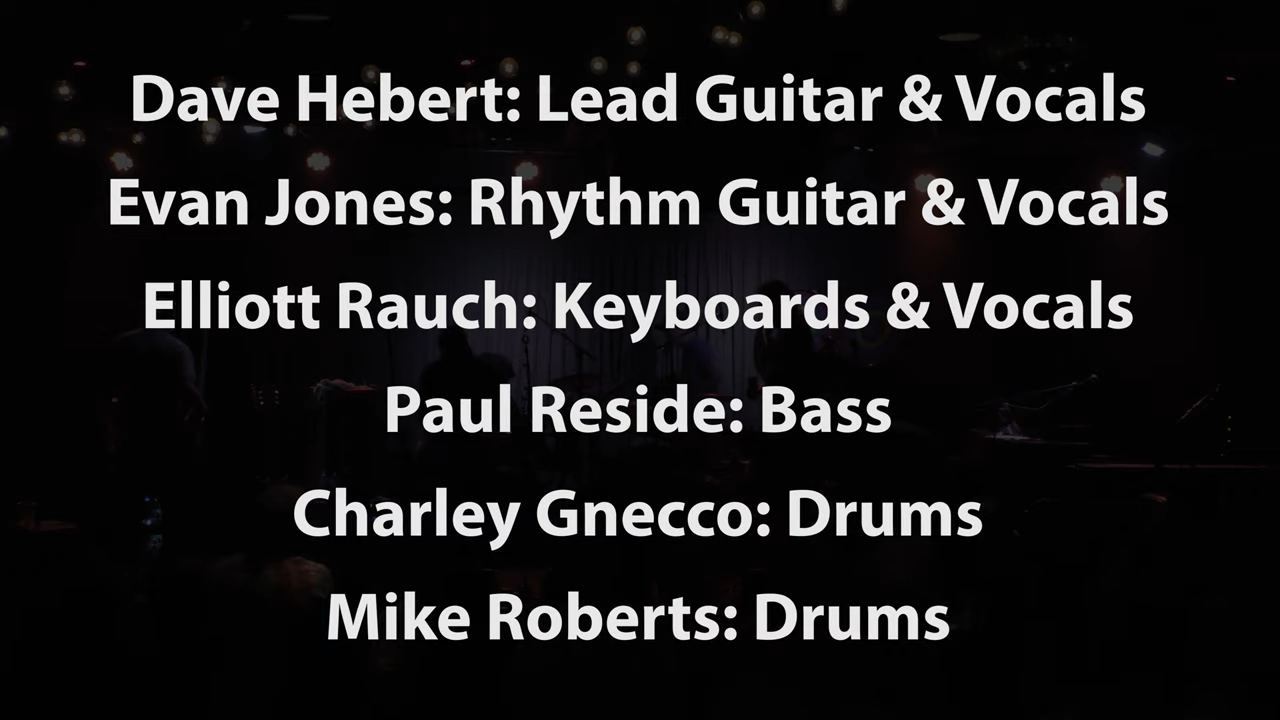 Dave Hebert: Lead Guitar & Vocals
Evan Jones: Rhythm Guitar & Vocals
Elliott Rauch: Keyboards & Vocals
Paul Reside: Bass
Charley Gnecco: Drums
Mike Roberts: Drums